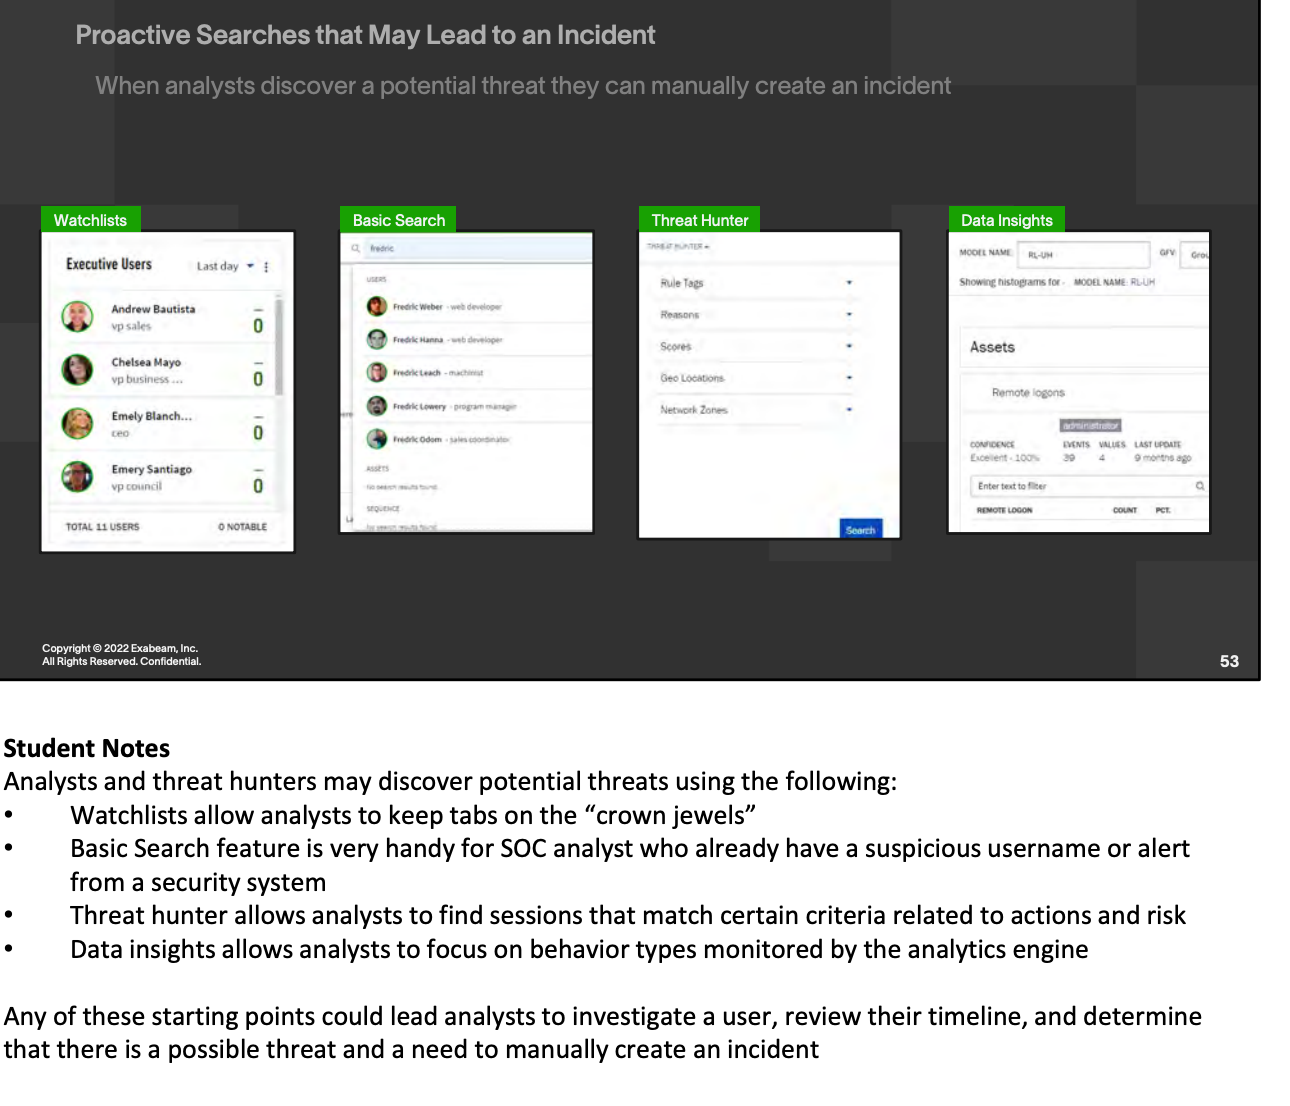 Proactive Searches that May Lead to an Incident
When analysts discover a potential threat they can manually create an incident
Watchlists
Executive Users
Last day
Andrew Bautista
vp sales
0
Chelsea Mayo
vp business ...
0
Emely Blanch...
ceo
0
Emery Santiago
vp council
0
TOTAL 11 USERS
0 NOTABLE
Basic Search
fredric
USERS
Fredric Weber - web developer
Fredric Hanna - web developer
Fredric Leach - machinist
Fredric Lowery - program manager
Fredric Odom - sales coordinator
ASSETS
No search results found.
SEQUENCE
No search results found.
Threat Hunter
THREAT HUNTER
Rule Tags
Reasons
Scores
Geo Locations
Network Zones
Search
Data Insights
MODEL NAME: RL-UH GFV: Grou
Showing histograms for - MODEL NAME: RL-UH
Assets
Remote logons
administrator
CONFIDENCE EVENTS VALUES LAST UPDATE
Excellent - 100% 39 4 9 months ago
Enter text to filter
REMOTE LOGON COUNT PCT.
Copyright © 2022 Exabeam, Inc.
All Rights Reserved. Confidential.
53
Student Notes
Analysts and threat hunters may discover potential threats using the following:
• Watchlists allow analysts to keep tabs on the “crown jewels”
• Basic Search feature is very handy for SOC analyst who already have a suspicious username or alert
from a security system
• Threat hunter allows analysts to find sessions that match certain criteria related to actions and risk
• Data insights allows analysts to focus on behavior types monitored by the analytics engine
Any of these starting points could lead analysts to investigate a user, review their timeline, and determine
that there is a possible threat and a need to manually create an incident